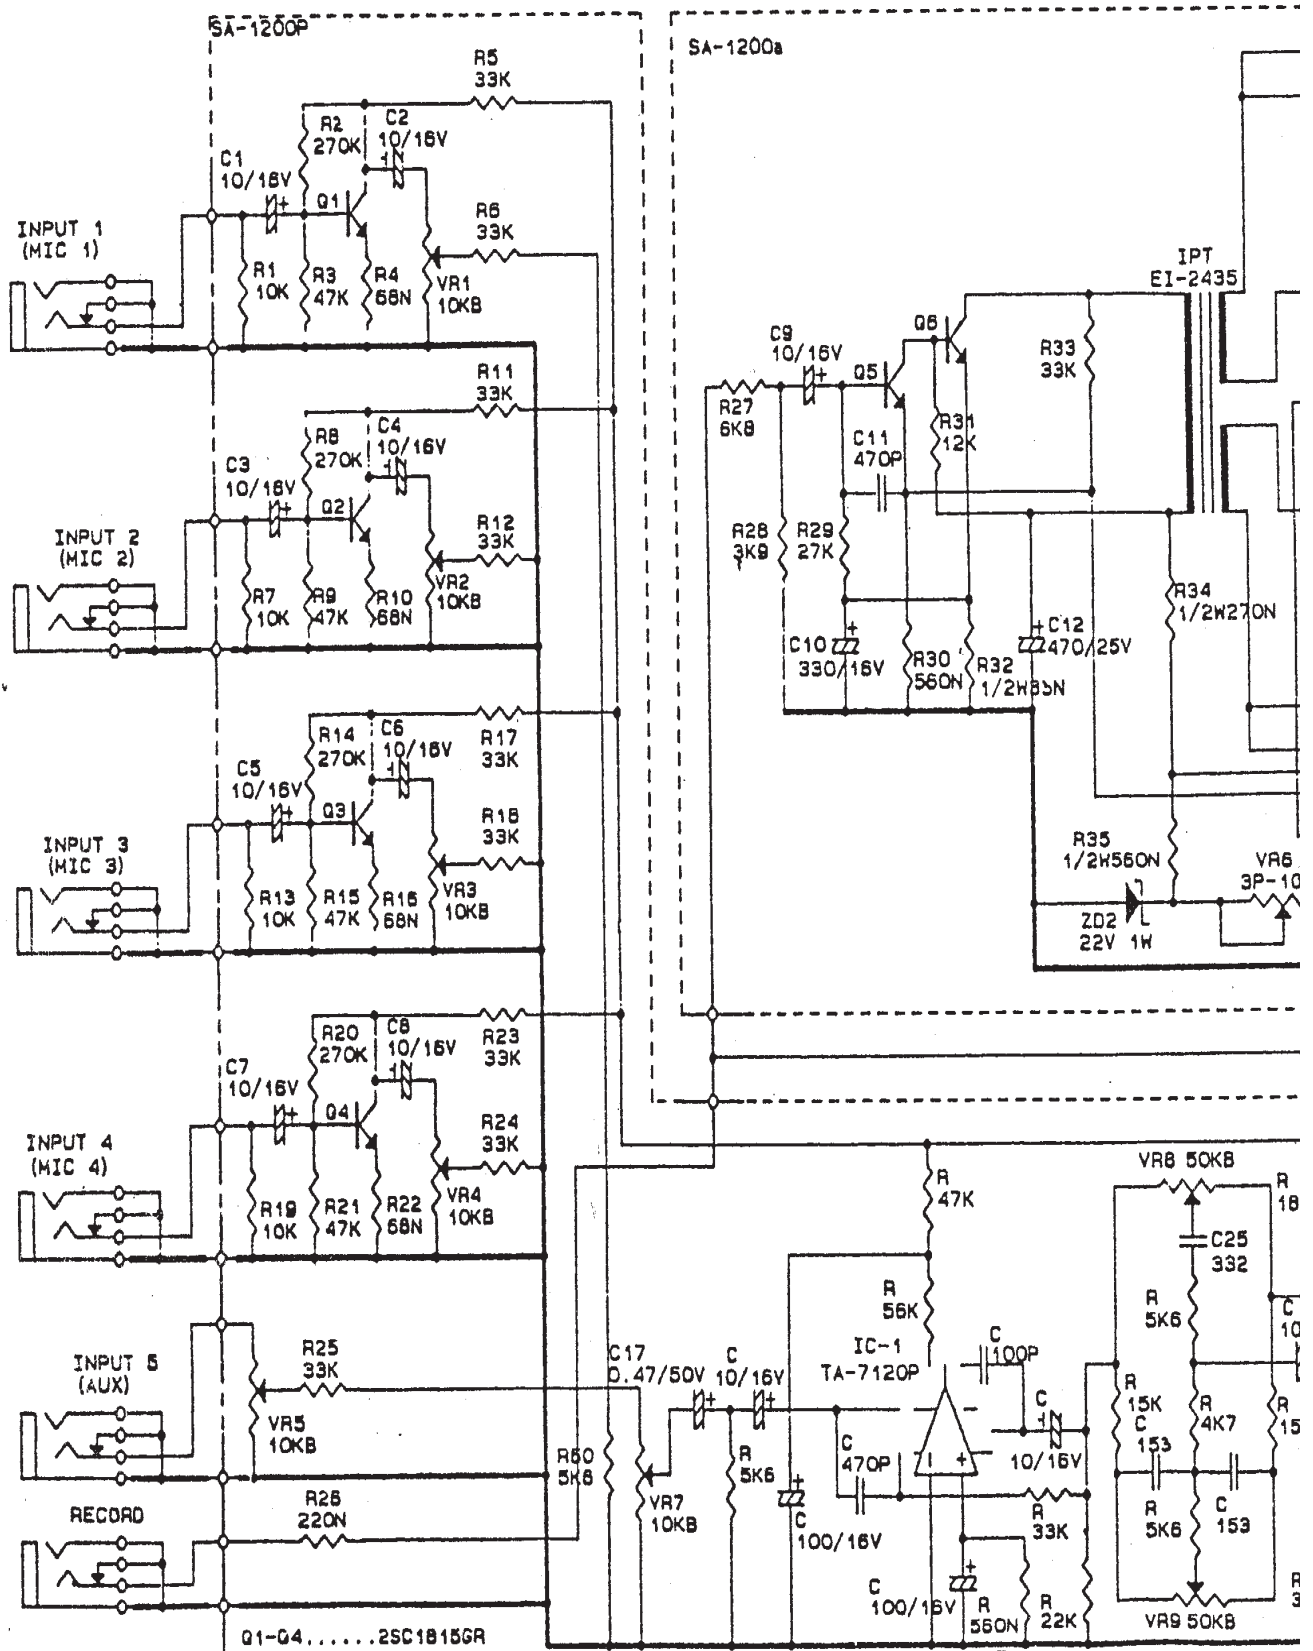 SA-1200P
SA-1200a
R5
33K
R2
270K
C2
10/16V
C1
10/16V
Q1
R6
33K
INPUT 1
(MIC 1)
R1
10K
R3
47K
R4
68N
VR1
10KB
IPT
EI-2435
R11
33K
C9
10/16V
Q5
Q6
R33
33K
R27
6K8
R31
12K
C11
470P
R8
270K
C4
10/16V
C3
10/16V
Q2
R12
33K
INPUT 2
(MIC 2)
R7
10K
R9
47K
R10
68N
VR2
10KB
R28
3K9
R29
27K
R34
1/2W270N
C10
330/16V
R30
560N
R32
C12
470/25V
R14
270K
C6
10/16V
C5
10/16V
Q3
R17
33K
R18
33K
INPUT 3
(MIC 3)
R13
10K
R15
47K
R16
68N
VR3
10KB
R35
1/2W560N
VR6
3P-10
ZD2
22V 1W
R20
270K
C8
10/16V
C7
10/16V
Q4
R23
33K
R24
33K
INPUT 4
(MIC 4)
R19
10K
R21
47K
R22
68N
VR4
10KB
R
47K
VR8 50KB
R
18
C25
332
R
56K
R
5K6
C
10
IC-1
TA-7120P
C
100P
INPUT 5
(AUX)
R25
33K
VR5
10KB
C17
0.47/50V
C
10/16V
R
15K
R
4K7
R
15
C
10/16V
C
153
C
153
R50
5K6
R
5K6
C
470P
VR7
10KB
C
100/16V
R
33K
R
5K6
RECORD
R26
220N
C
100/16V
R
560N
R
22K
VR9 50KB
R
3
Q1-Q4......2SC1815GR